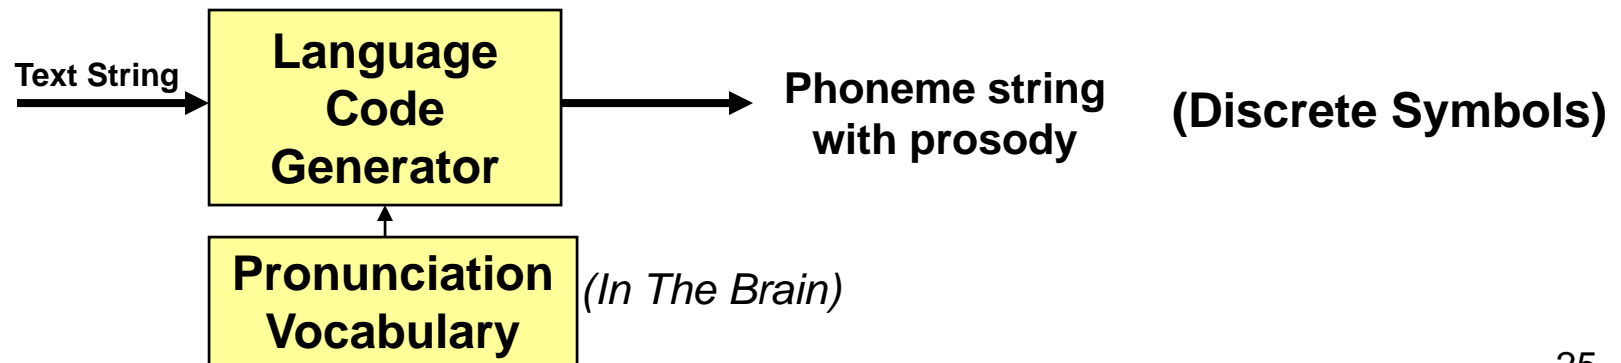 Text String
Language
Code
Generator
Phoneme string
with prosody
(Discrete Symbols)
Pronunciation
Vocabulary
(In The Brain)